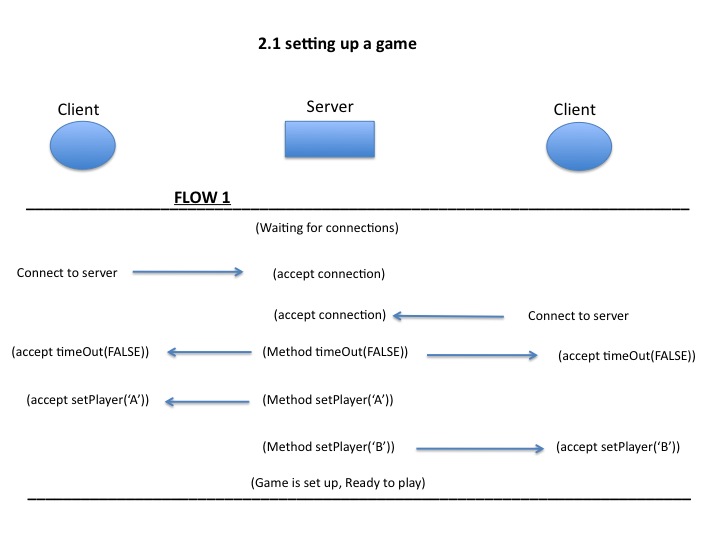 2.1 setting up a game
Client
Server
Client
FLOW 1
(Waiting for connections)
Connect to server
(accept connection)
(accept connection)
Connect to server
(accept timeOut(FALSE))
(Method timeOut(FALSE))
(accept timeOut(FALSE))
(accept setPlayer(‘A’))
(Method setPlayer(‘A’))
(Method setPlayer(‘B’))
(accept setPlayer(‘B’))
(Game is set up, Ready to play)